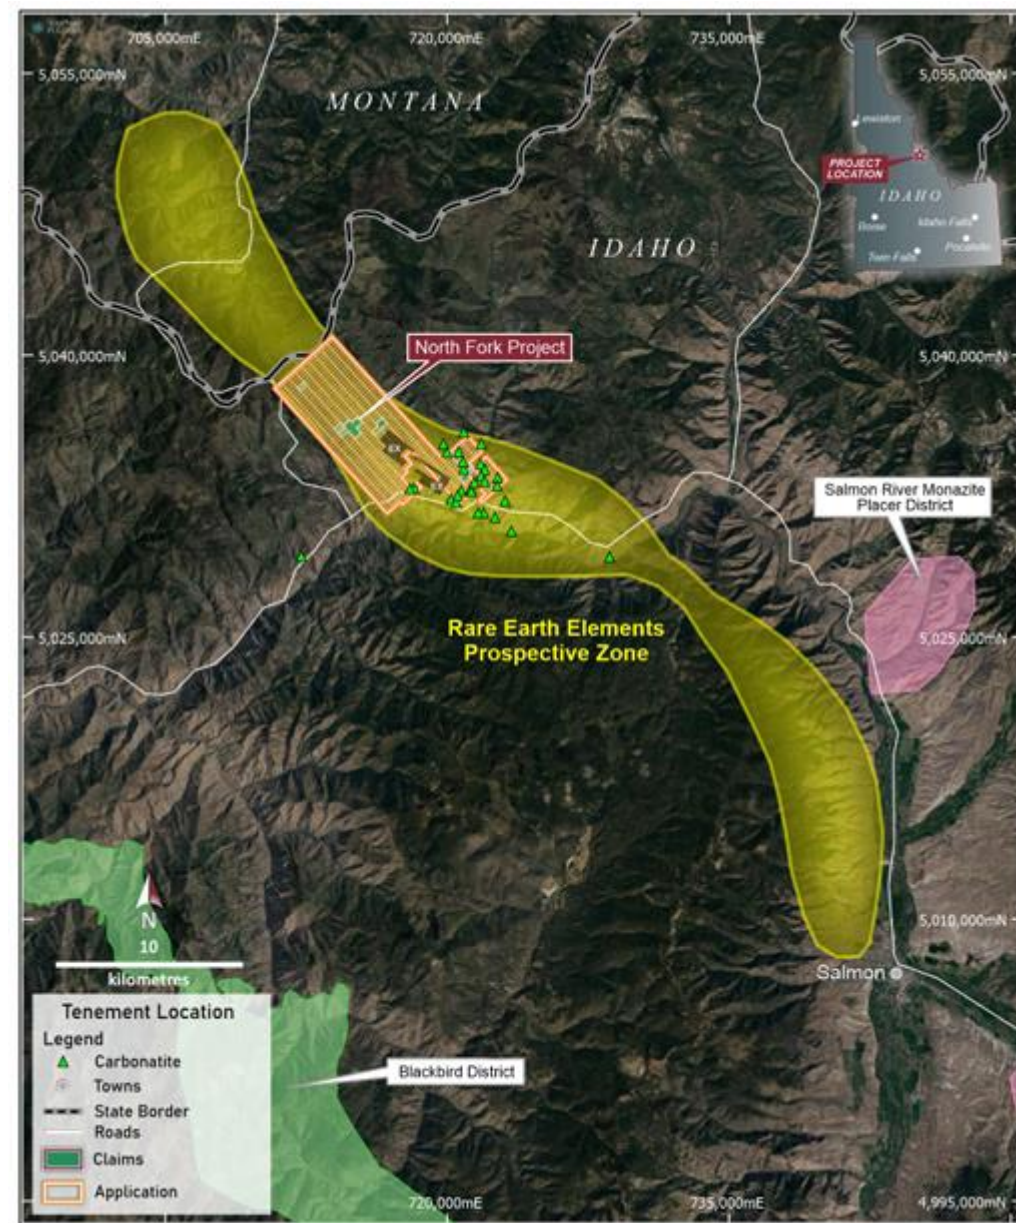 705,000mE
720,000mE
735,000mE
5,055,000mN
5,055,000mN
MONTANA
Lewiston
PROJECT
LOCATION
IDAHO
Boise
Idaho Falls
Pocatello
Twin Falls
IDAHO
5,040,000mN
5,040,000mN
North Fork Project
EX
EX
Salmon River Monazite
Placer District
Rare Earth Elements
Prospective Zone
5,025,000mN
5,025,000mN
N
10
kilometres
5,010,000mN
Salmon
Tenement Location
Legend
Carbonatite
Towns
State Border
Roads
Claims
Application
Blackbird District
720,000mE
735,000mE
4,995,000mN